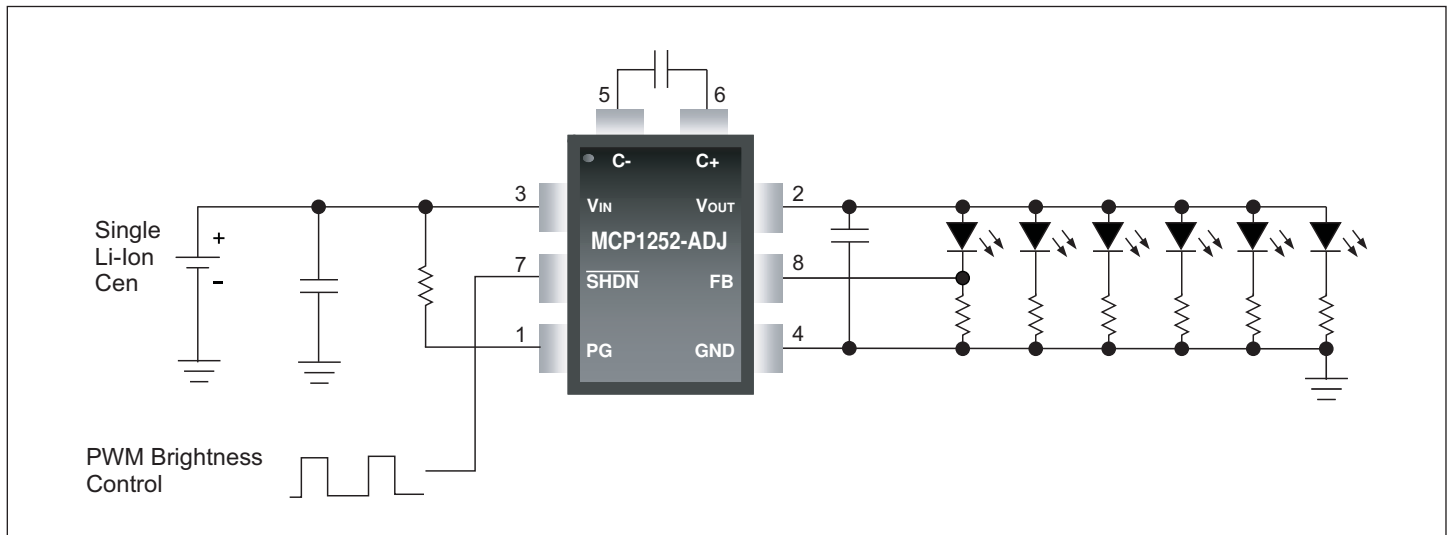 5 6
C- C+
3 VIN VOUT 2
Single
Li-Ion
Cen
+
–
MCP1252-ADJ
7 SHDN FB 8
1 PG GND 4
PWM Brightness
Control